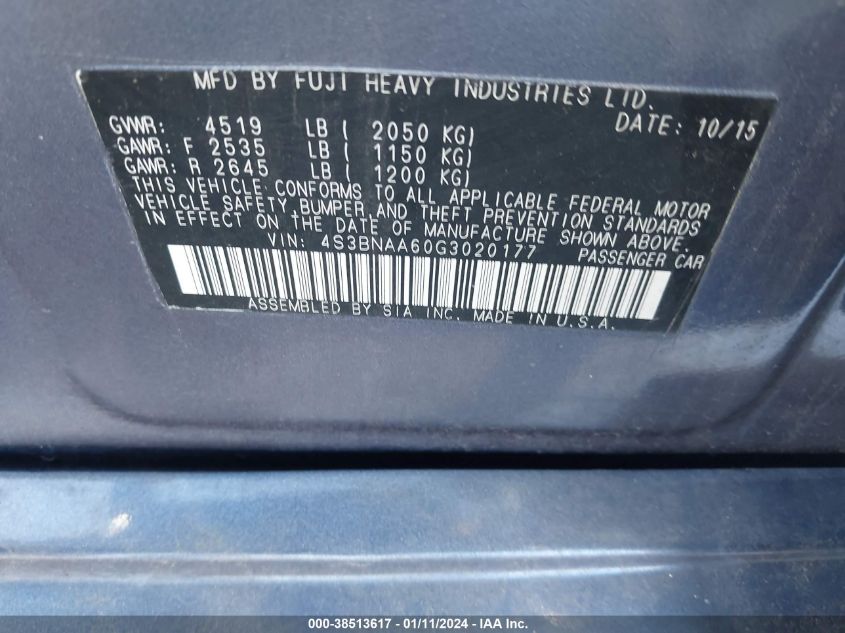 MFD BY FUJI HEAVY INDUSTRIES LTD.
DATE: 10/15
GVWR: 4519 LB ( 2050 KG)
GAWR: F 2535 LB ( 1150 KG)
GAWR: R 2645 LB ( 1200 KG)
THIS VEHICLE CONFORMS TO ALL APPLICABLE FEDERAL MOTOR
VEHICLE SAFETY, BUMPER AND THEFT PREVENTION STANDARDS
IN EFFECT ON THE DATE OF MANUFACTURE SHOWN ABOVE.
VIN: 4S3BNAA60G3020177 PASSENGER CAR
ASSEMBLED BY SIA INC. MADE IN U.S.A.
000-38513617 - 01/11/2024 - IAA Inc.